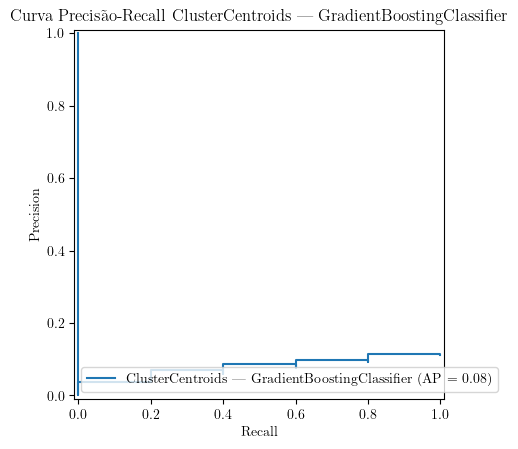 Curva Precisão-Recall ClusterCentroids — GradientBoostingClassifier
1.0
0.8
0.6
0.4
0.2
0.0
Precision
ClusterCentroids — GradientBoostingClassifier (AP = 0.08)
0.0 0.2 0.4 0.6 0.8 1.0
Recall